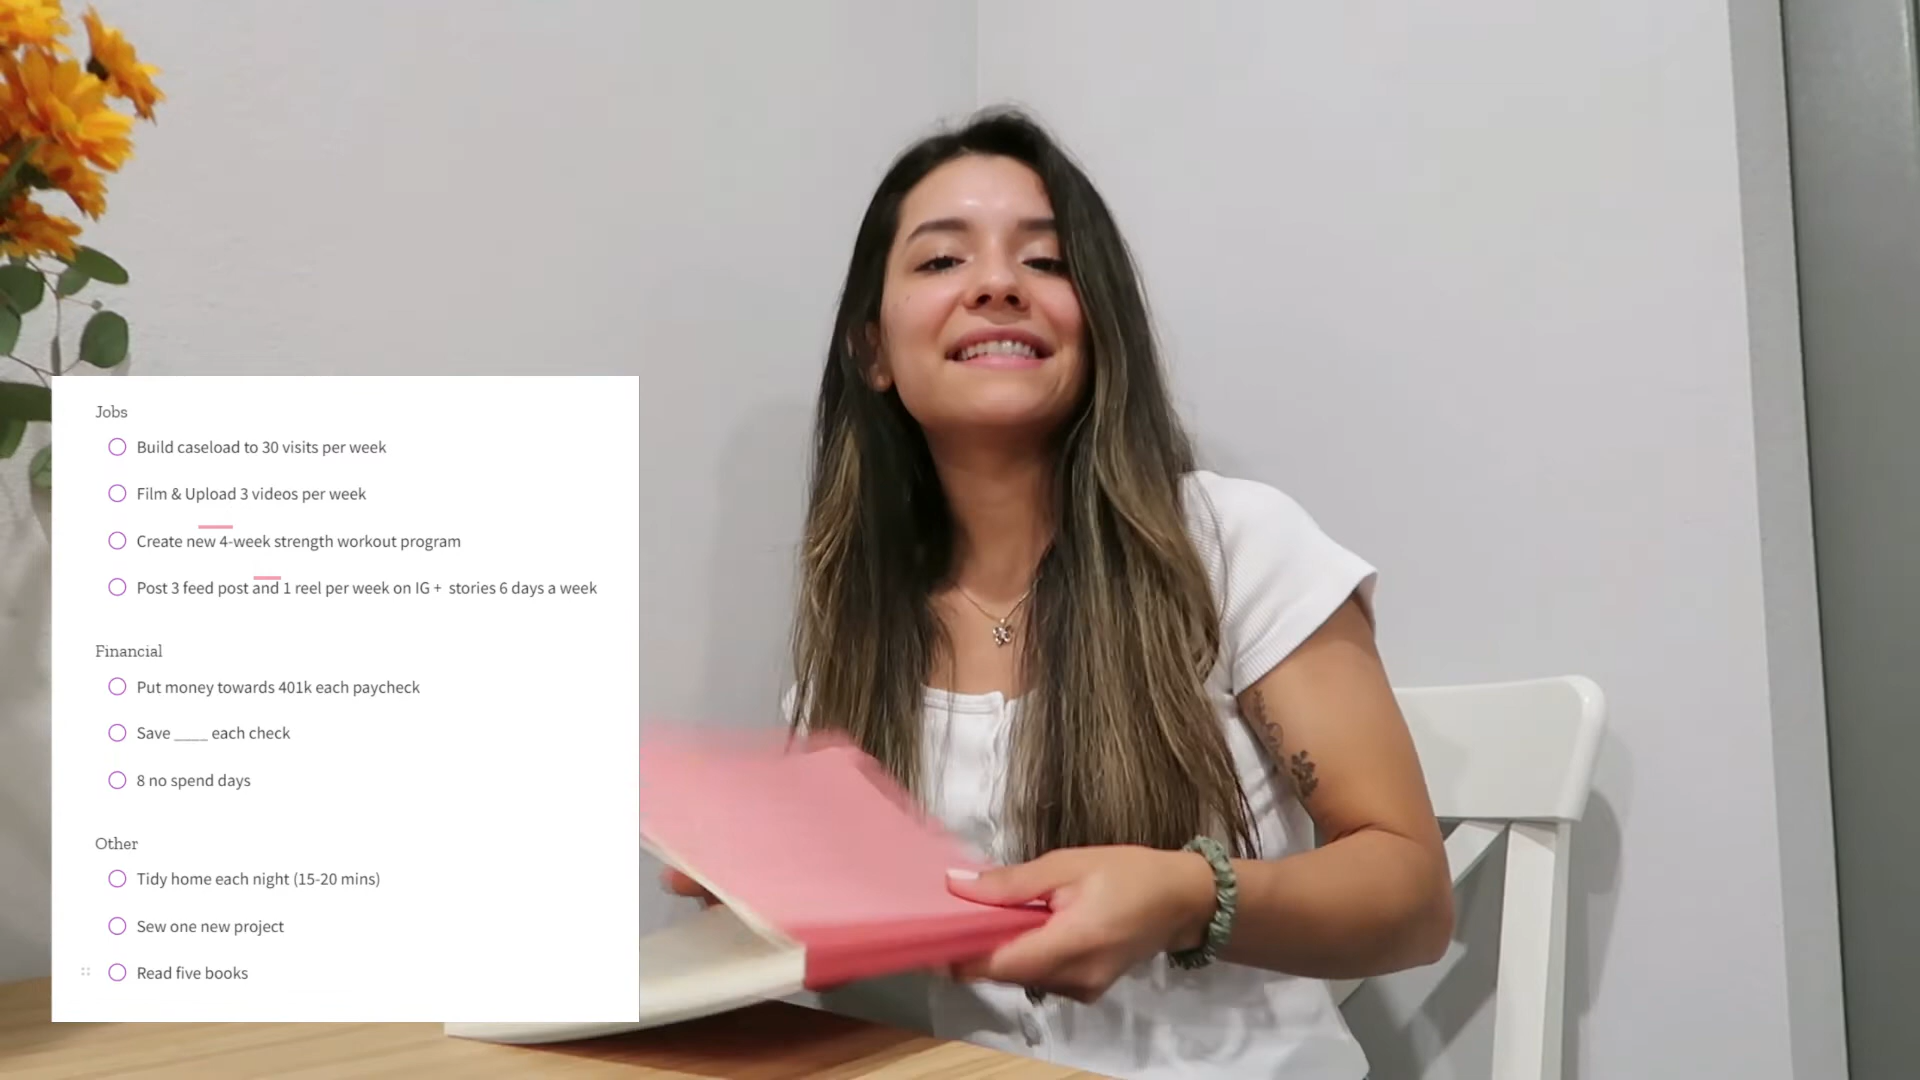 Jobs
Build caseload to 30 visits per week
Film & Upload 3 videos per week
Create new 4-week strength workout program
Post 3 feed post and 1 reel per week on IG + stories 6 days a week
Financial
Put money towards 401k each paycheck
Save ____ each check
8 no spend days
Other
Tidy home each night (15-20 mins)
Sew one new project
Read five books